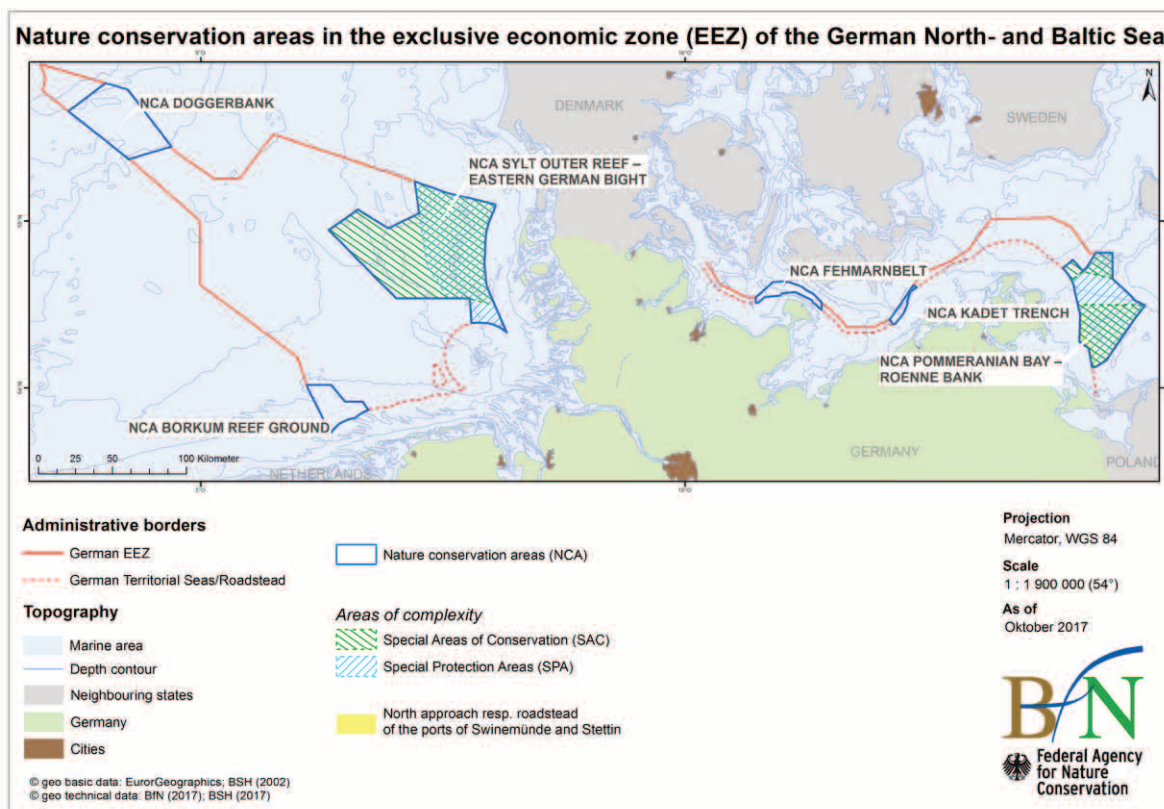 Nature conservation areas in the exclusive economic zone (EEZ) of the German North- and Baltic Sea
N
NCA DOGGERBANK
DENMARK
SWEDEN
NCA SYLT OUTER REEF –
EASTERN GERMAN BIGHT
NCA FEHMARNBELT
NCA KADET TRENCH
NCA POMMERANIAN BAY –
ROENNE BANK
NCA BORKUM REEF GROUND
GERMANY
POLAND
NETHERLANDS
0 25 50 100 Kilometer
Administrative borders
German EEZ
German Territorial Seas/Roadstead
Topography
Marine area
Depth contour
Neighbouring states
Germany
Cities
Nature conservation areas (NCA)
Areas of complexity
Special Areas of Conservation (SAC)
Special Protection Areas (SPA)
North approach resp. roadstead
of the ports of Swinemünde and Stettin
Projection
Mercator, WGS 84
Scale
1 : 1 900 000 (54°)
As of
Oktober 2017
BfN
Federal Agency
for Nature
Conservation
© geo basic data: EurorGeographics; BSH (2002)
© geo technical data: BfN (2017); BSH (2017)